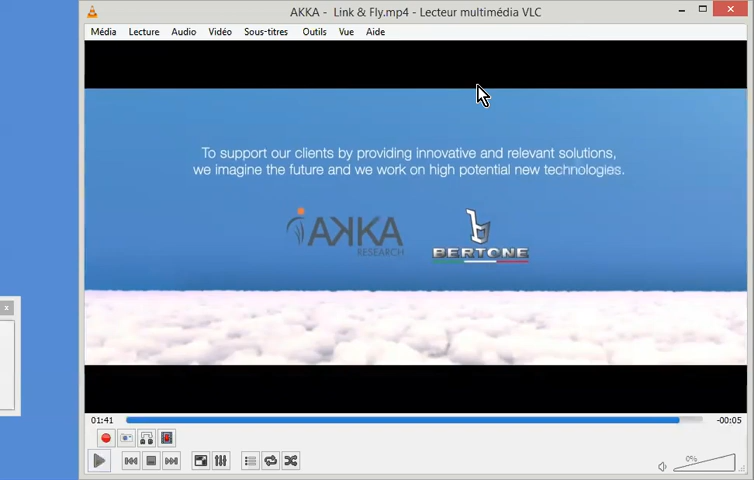 AKKA - Link & Fly.mp4 - Lecteur multimédia VLC
Média Lecture Audio Vidéo Sous-titres Outils Vue Aide
To support our clients by providing innovative and relevant solutions,
we imagine the future and we work on high potential new technologies.
AKKA
RESEARCH
BERTONE
01:41
-00:05
0%